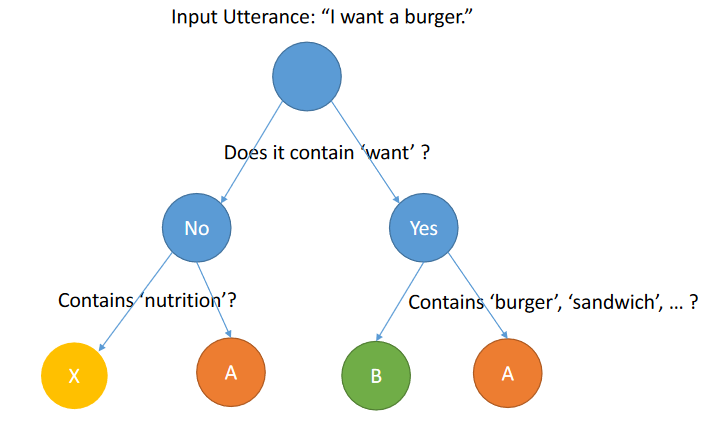 Input Utterance: “I want a burger.”
Does it contain ‘want’ ?
No
Yes
Contains ‘nutrition’?
Contains ‘burger’, ‘sandwich’, … ?
X
A
B
A